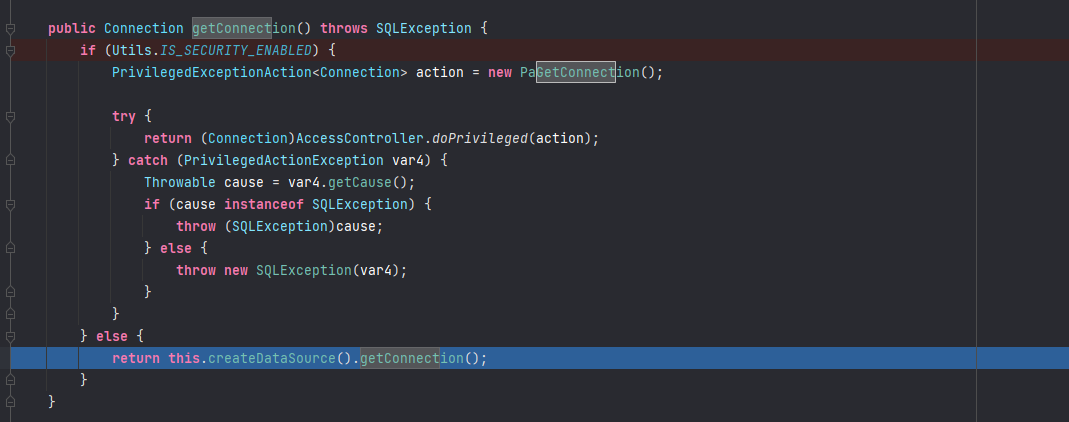 public Connection getConnection() throws SQLException {
if (Utils.IS_SECURITY_ENABLED) {
PrivilegedExceptionAction<Connection> action = new PaGetConnection();
try {
return (Connection)AccessController.doPrivileged(action);
} catch (PrivilegedActionException var4) {
Throwable cause = var4.getCause();
if (cause instanceof SQLException) {
throw (SQLException)cause;
} else {
throw new SQLException(var4);
}
}
} else {
return this.createDataSource().getConnection();
}
}